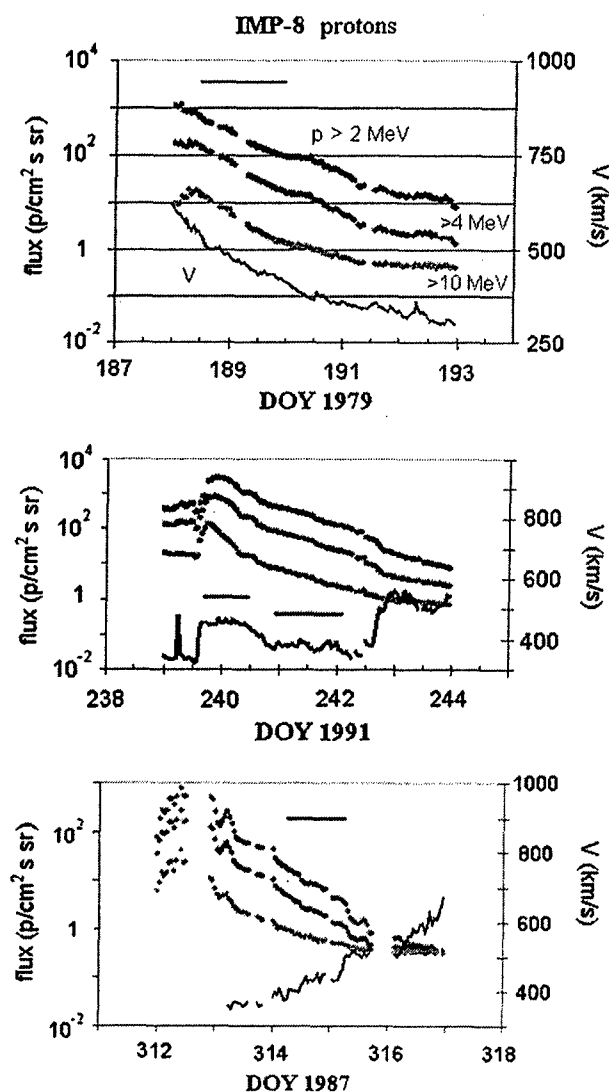 IMP-8 protons
10^4
10^2
1
10^-2
flux (p/cm^2 s sr)
1000
750
500
250
V (km/s)
p > 2 MeV
>4 MeV
>10 MeV
V
187 189 191 193
DOY 1979
10^4
10^2
1
10^-2
flux (p/cm^2 s sr)
800
600
400
V (km/s)
238 240 242 244
DOY 1991
10^2
1
10^-2
flux (p/cm^2 s sr)
1000
800
600
400
V (km/s)
312 314 316 318
DOY 1987